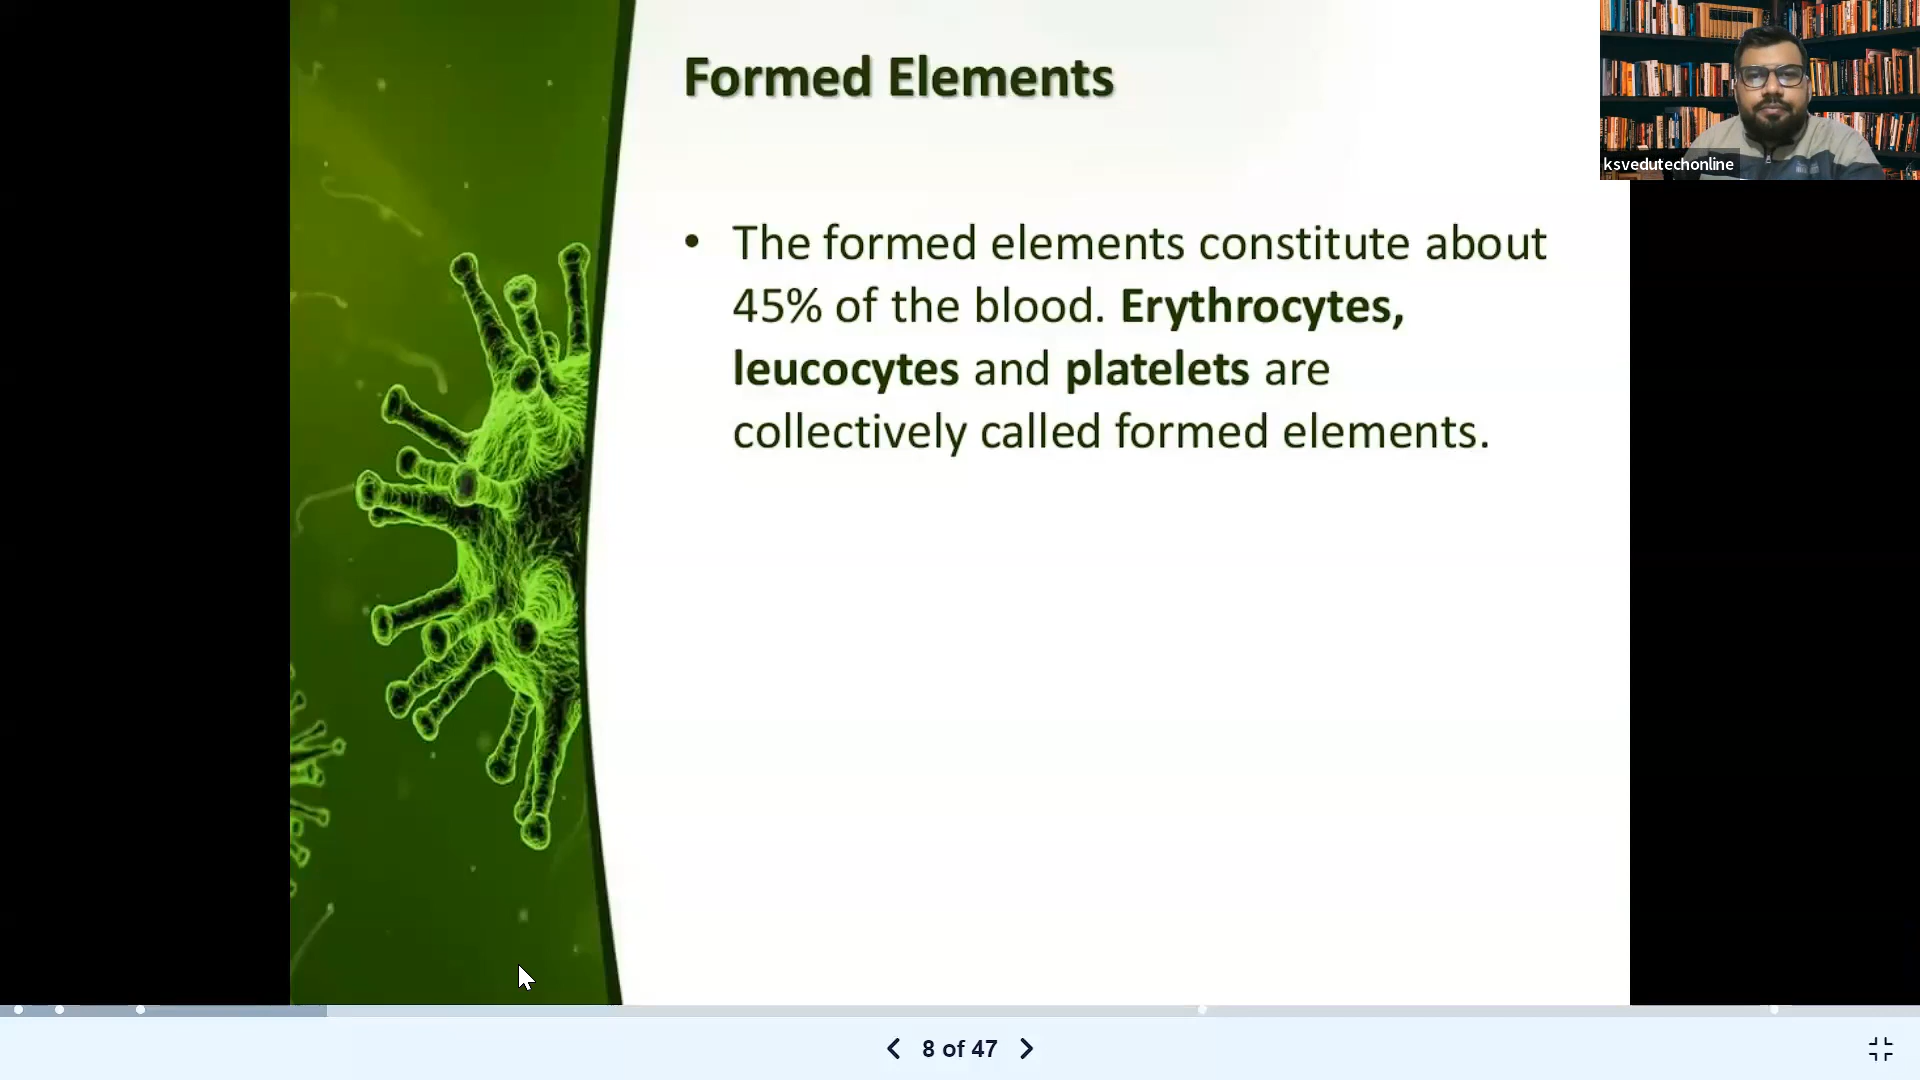 Formed Elements
ksvedutechonline
• The formed elements constitute about
45% of the blood. Erythrocytes,
leucocytes and platelets are
collectively called formed elements.
8 of 47